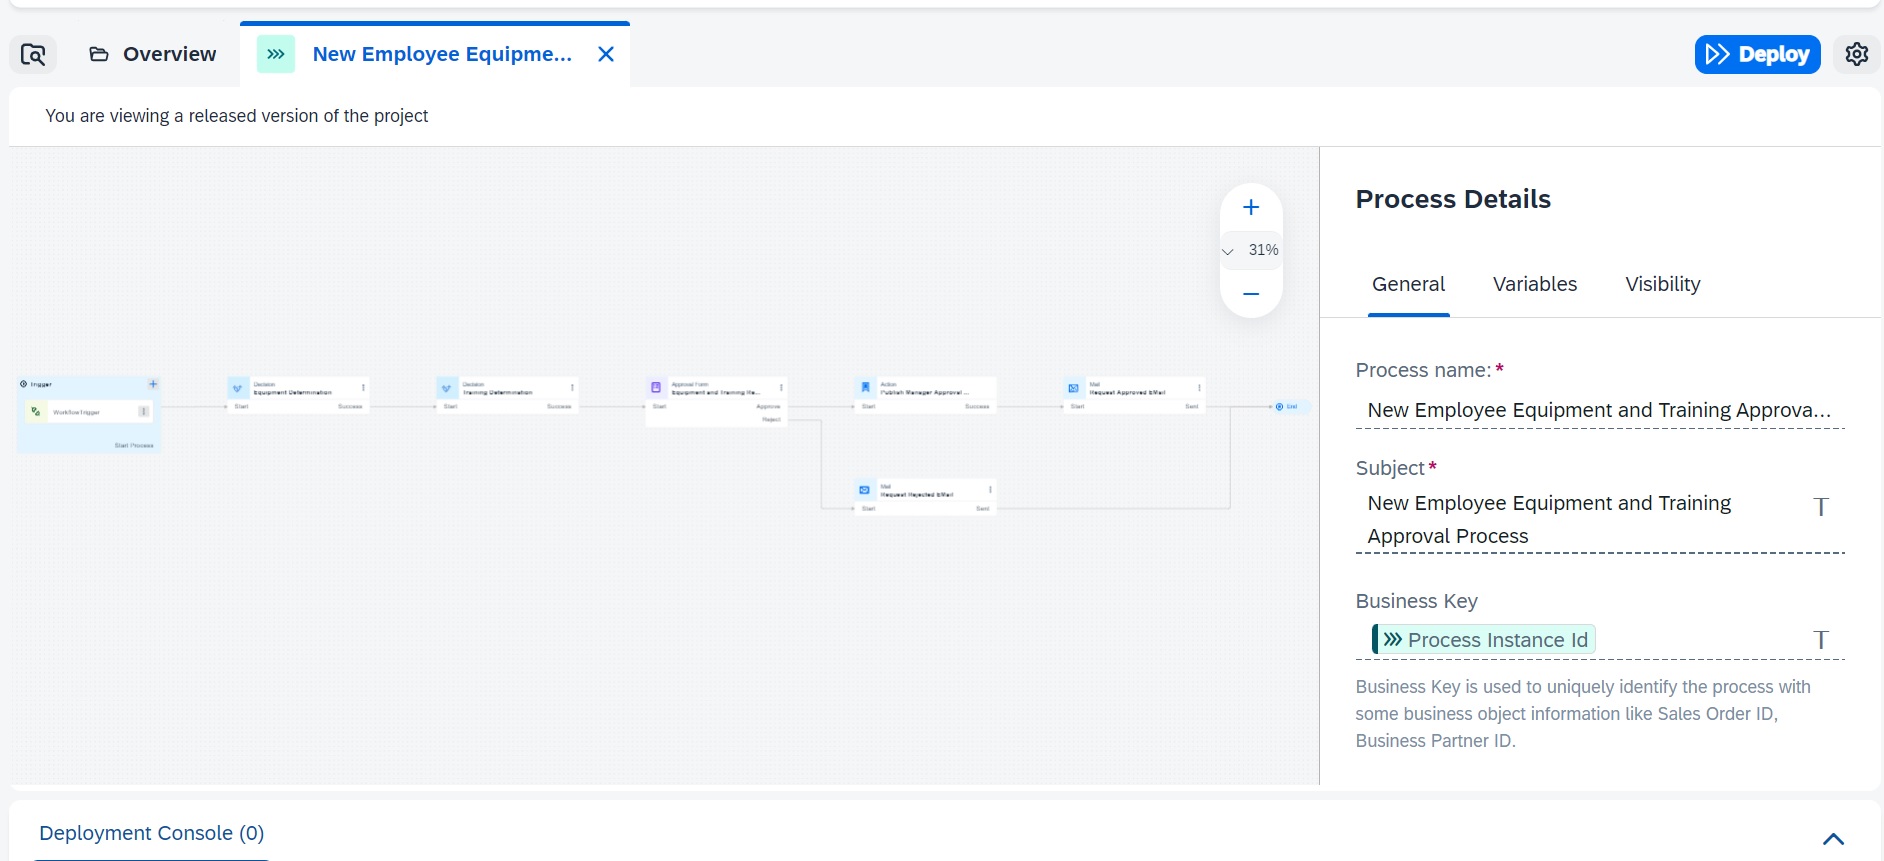 Overview
New Employee Equipme...
Deploy
You are viewing a released version of the project
31%
Trigger
Workflow trigger
Start Process
Decision
Equipment Determination
Start Success
Decision
Training Determination
Start Success
Approval Form
Equipment and Training Re...
Start Approve
Reject
Action
Publish Manager Approval ...
Start Success
Mail
Request Approved EMail
Start Sent
End
Mail
Request Rejected EMail
Start Sent
Process Details
General Variables Visibility
Process name:*
New Employee Equipment and Training Approva...
Subject*
New Employee Equipment and Training
Approval Process
Business Key
Process Instance Id
Business Key is used to uniquely identify the process with
some business object information like Sales Order ID,
Business Partner ID.
Deployment Console (0)